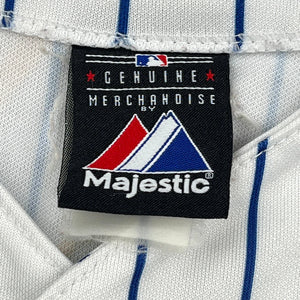 GENUINE
MERCHANDISE
BY
Majestic
®